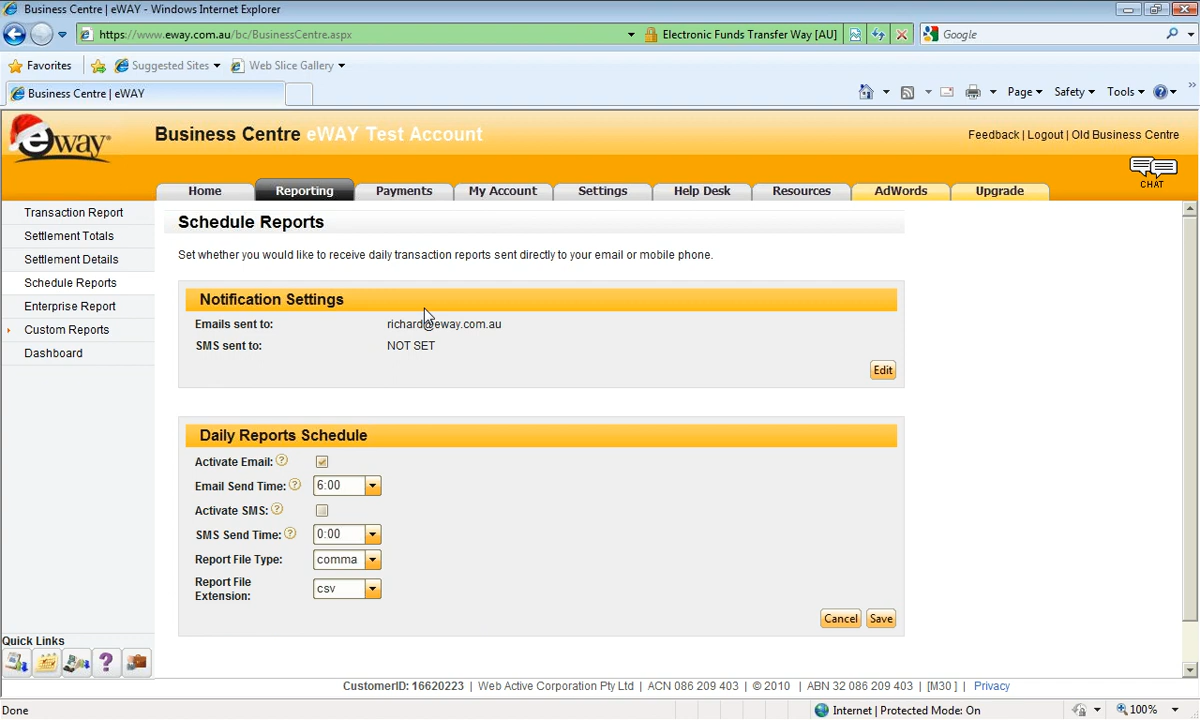 Business Centre | eWAY - Windows Internet Explorer
https://www.eway.com.au/bc/BusinessCentre.aspx
Electronic Funds Transfer Way [AU]
Google
Favorites
Suggested Sites
Web Slice Gallery
Business Centre | eWAY
Page
Safety
Tools
eway
Business Centre eWAY Test Account
Feedback | Logout | Old Business Centre
CHAT
Home
Reporting
Payments
My Account
Settings
Help Desk
Resources
AdWords
Upgrade
Transaction Report
Settlement Totals
Settlement Details
Schedule Reports
Enterprise Report
Custom Reports
Dashboard
Schedule Reports
Set whether you would like to receive daily transaction reports sent directly to your email or mobile phone.
Notification Settings
Emails sent to: richard@eway.com.au
SMS sent to: NOT SET
Edit
Daily Reports Schedule
Activate Email: ?
Email Send Time: ? 6:00
Activate SMS: ?
SMS Send Time: ? 0:00
Report File Type: comma
Report File
Extension: csv
Cancel
Save
Quick Links
CustomerID: 16620223 | Web Active Corporation Pty Ltd | ACN 086 209 403 | © 2010 | ABN 32 086 209 403 | [M30 ] | Privacy
Done
Internet | Protected Mode: On
100%